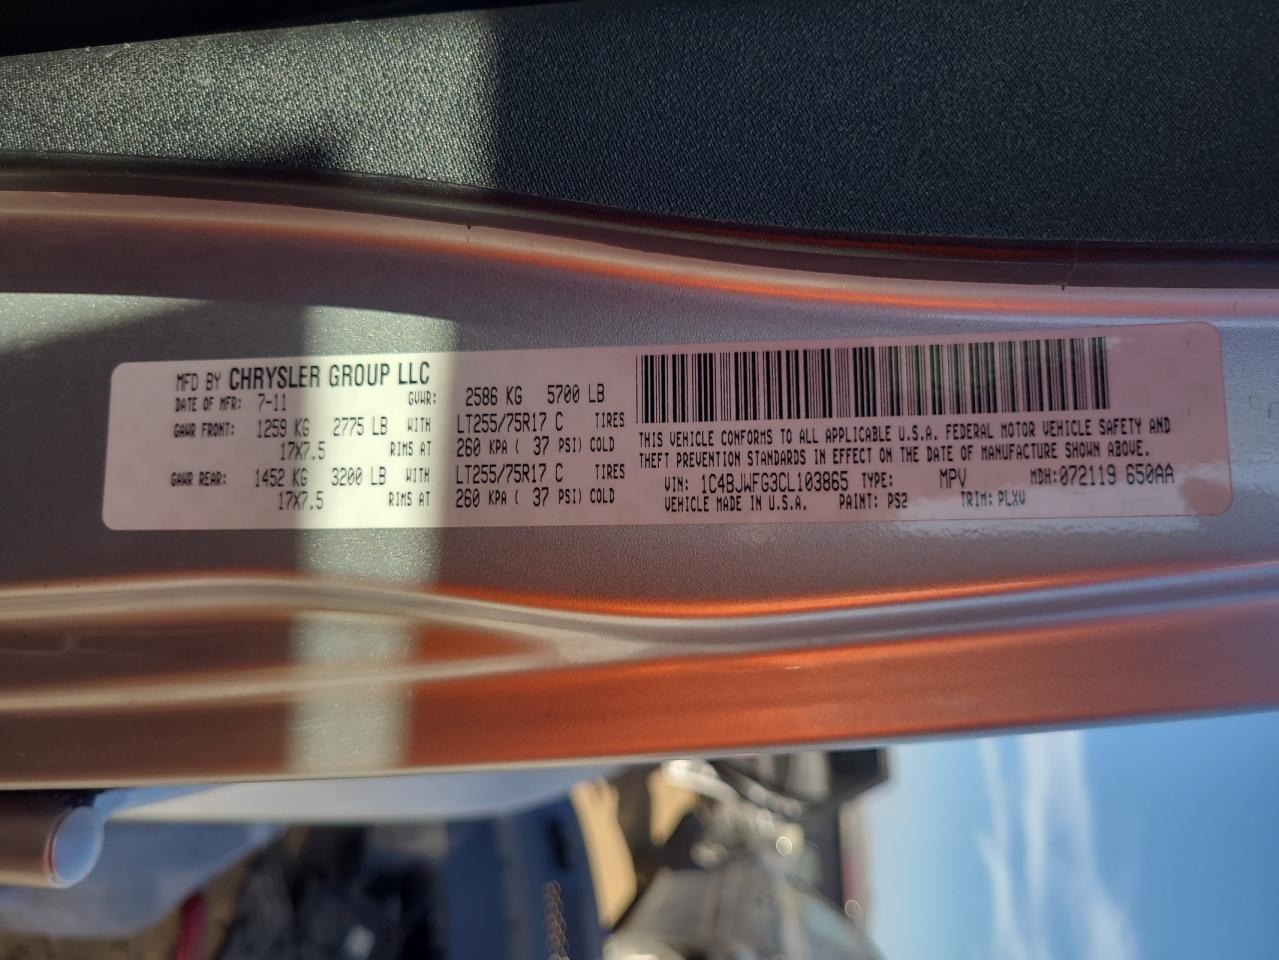 MFD BY CHRYSLER GROUP LLC
DATE OF MFR: 7-11 GVWR: 2586 KG 5700 LB
GAWR FRONT: 1259 KG 2775 LB WITH LT255/75R17 C TIRES
17X7.5 RIMS AT 260 KPA ( 37 PSI) COLD
GAWR REAR: 1452 KG 3200 LB WITH LT255/75R17 C TIRES
17X7.5 RIMS AT 260 KPA ( 37 PSI) COLD
THIS VEHICLE CONFORMS TO ALL APPLICABLE U.S.A. FEDERAL MOTOR VEHICLE SAFETY AND
THEFT PREVENTION STANDARDS IN EFFECT ON THE DATE OF MANUFACTURE SHOWN ABOVE.
VIN: 1C4BJWFG3CL103865 TYPE: MPV MDH:072119 650AA
VEHICLE MADE IN U.S.A. PAINT: PS2 TRIM: PLXV